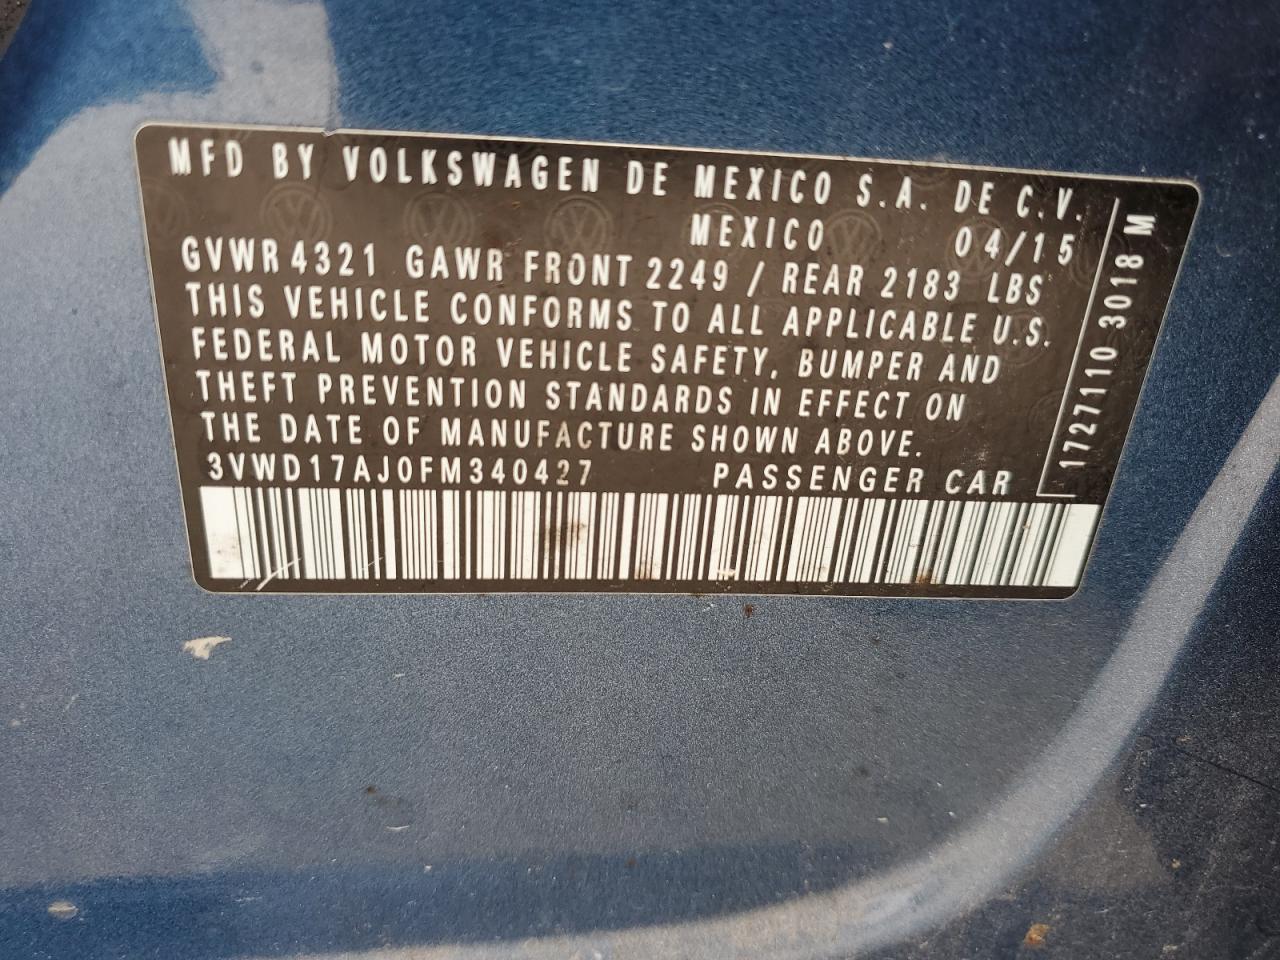 MFD BY VOLKSWAGEN DE MEXICO S.A. DE C.V.
MEXICO 04/15
GVWR 4321 GAWR FRONT 2249 / REAR 2183 LBS
THIS VEHICLE CONFORMS TO ALL APPLICABLE U.S.
FEDERAL MOTOR VEHICLE SAFETY, BUMPER AND
THEFT PREVENTION STANDARDS IN EFFECT ON
THE DATE OF MANUFACTURE SHOWN ABOVE.
3VWD17AJ0FM340427 PASSENGER CAR
1727110 3018 M